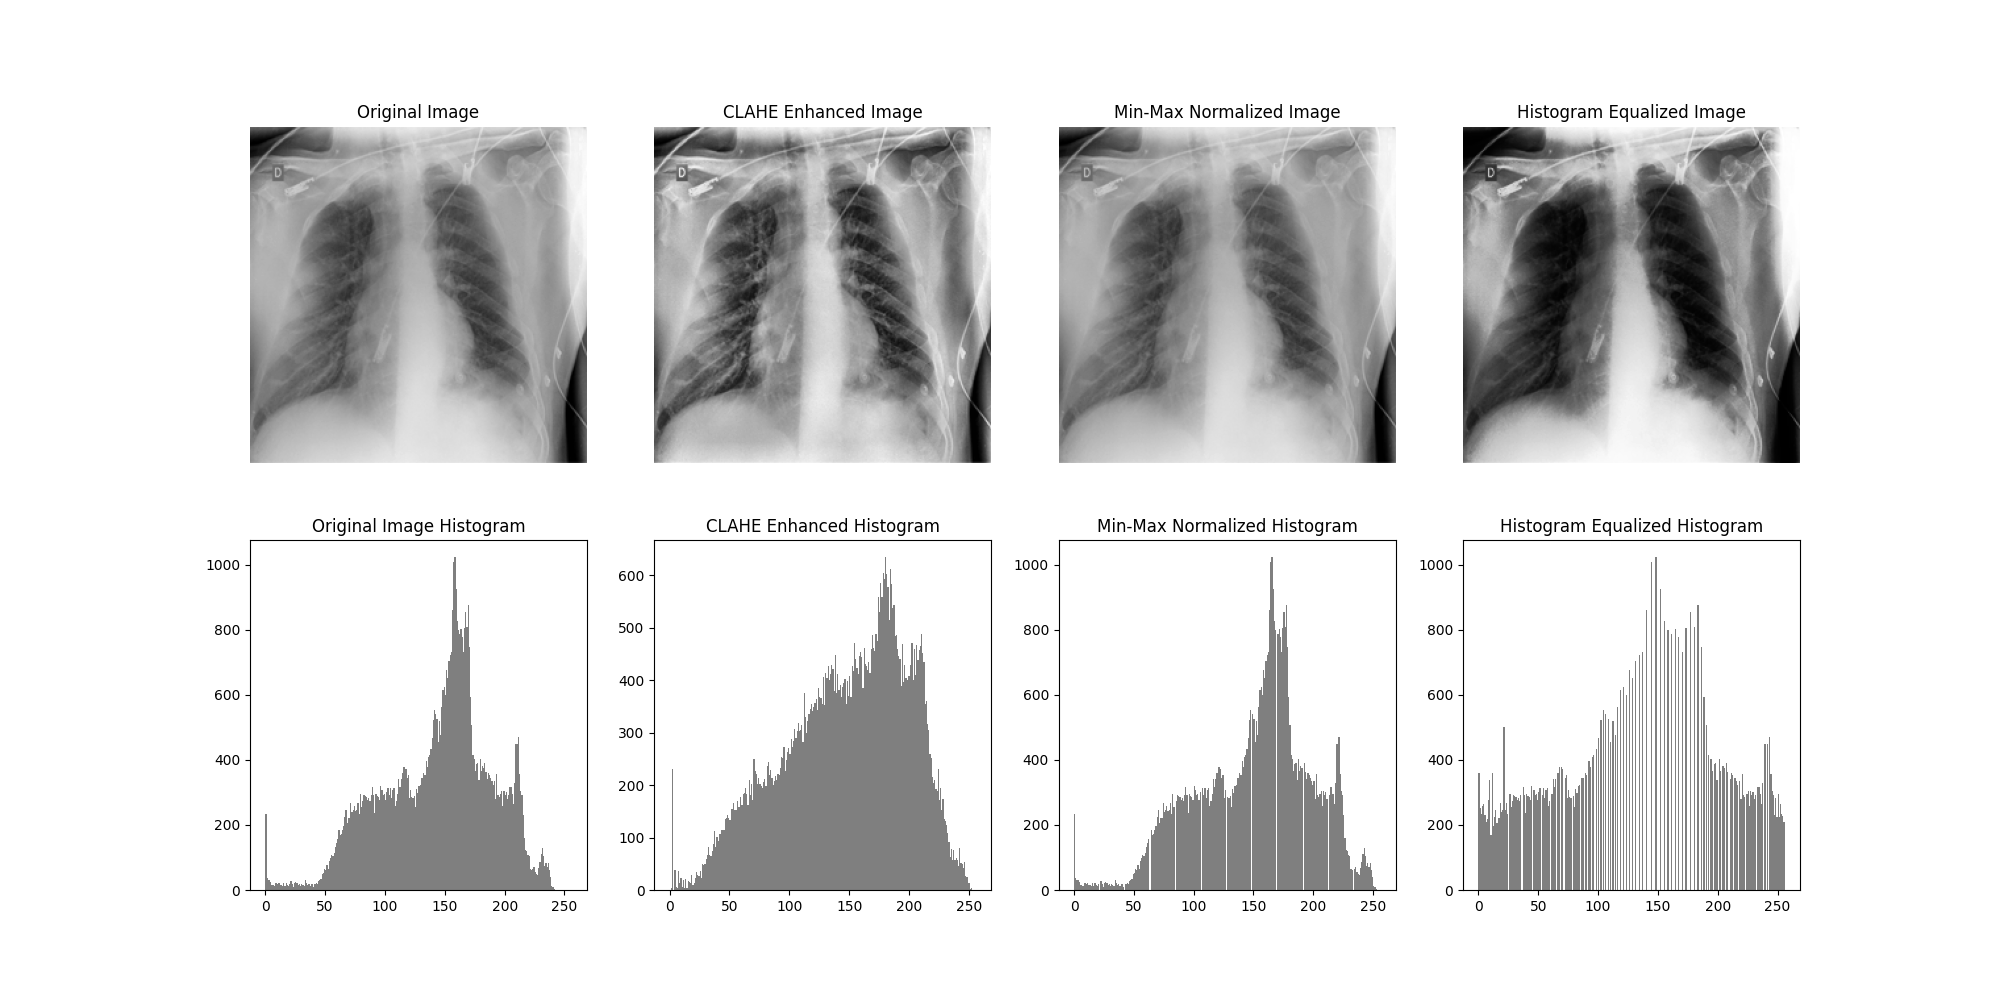 Original Image
CLAHE Enhanced Image
Min-Max Normalized Image
Histogram Equalized Image
D
D
D
D
Original Image Histogram
CLAHE Enhanced Histogram
Min-Max Normalized Histogram
Histogram Equalized Histogram
1000
800
600
400
200
0
0 50 100 150 200 250
600
500
400
300
200
100
0
0 50 100 150 200 250
1000
800
600
400
200
0
0 50 100 150 200 250
1000
800
600
400
200
0
0 50 100 150 200 250